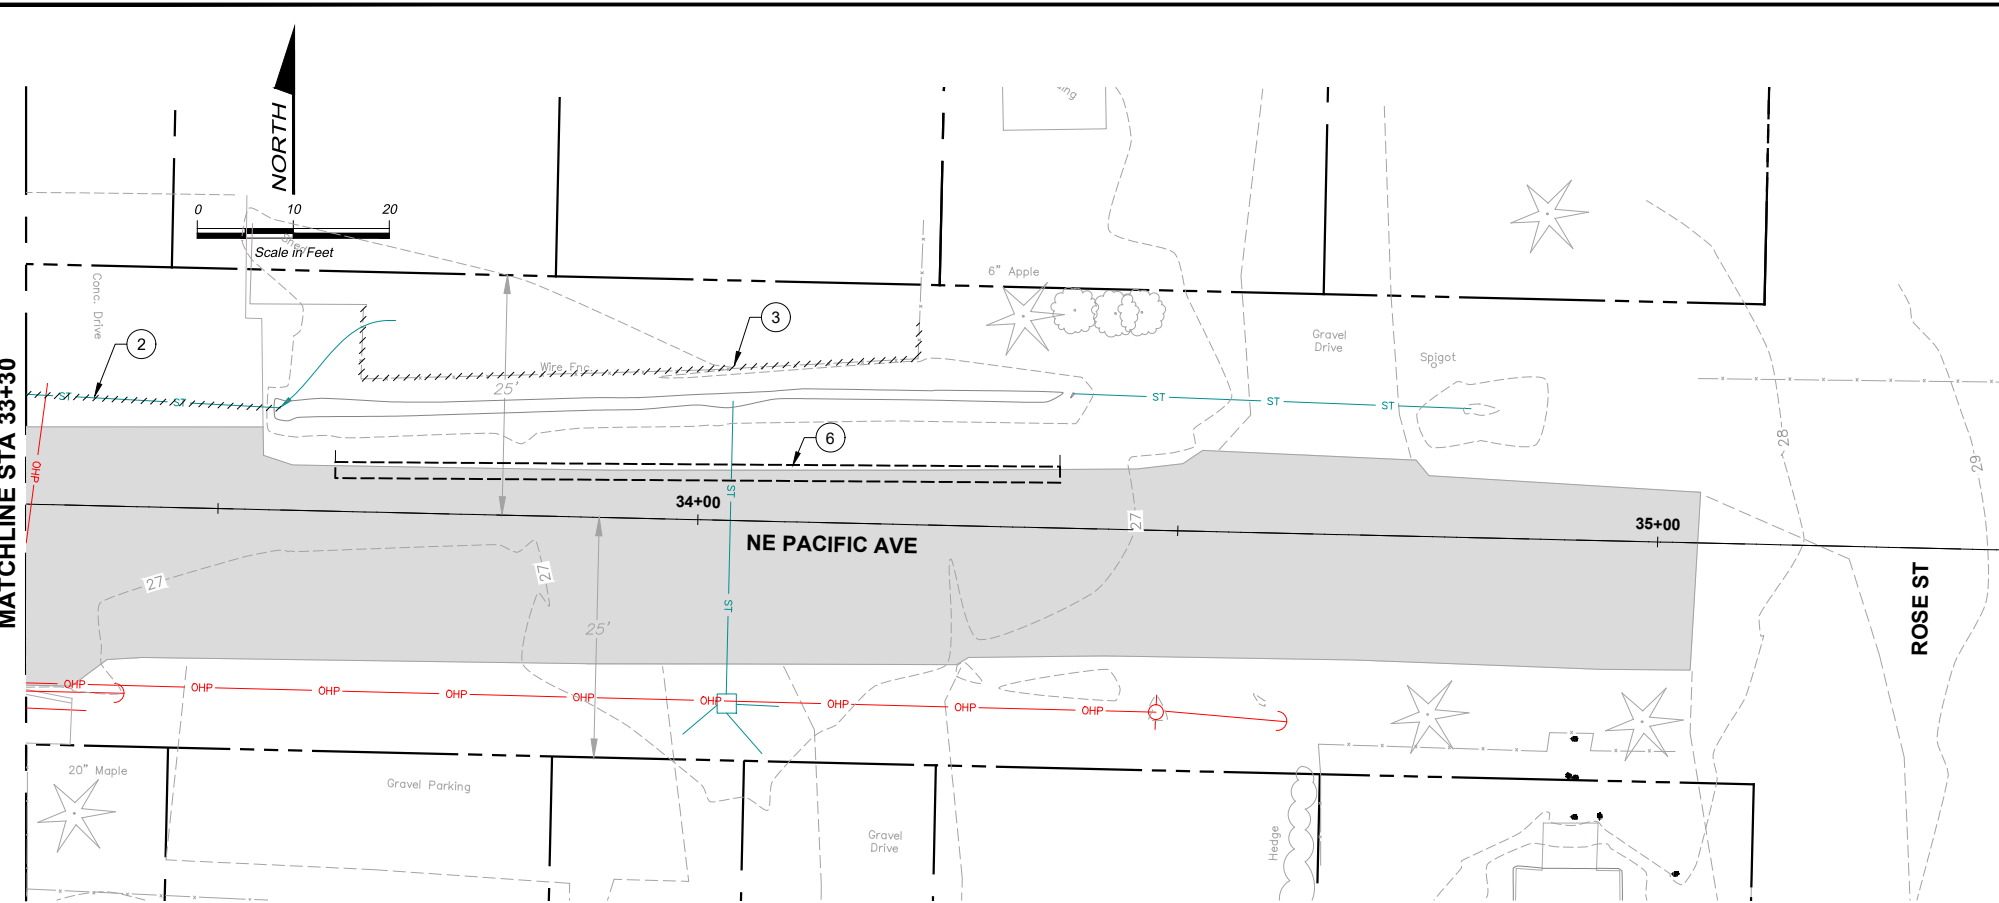 NORTH
0 10 20
Scale in Feet
Shed
Conc. Drive
6" Apple
Gravel
Drive
Spigot
2
3
Wire Fnc
25'
ST ST
ST ST ST
6
MATCHLINE STA 33+30
OHP
ST
34+00
35+00
NE PACIFIC AVE
27
27
27
28
29
ST
25'
ROSE ST
OHP OHP OHP OHP OHP OHP OHP OHP OHP
20" Maple
Gravel Parking
Gravel
Drive
Hedge